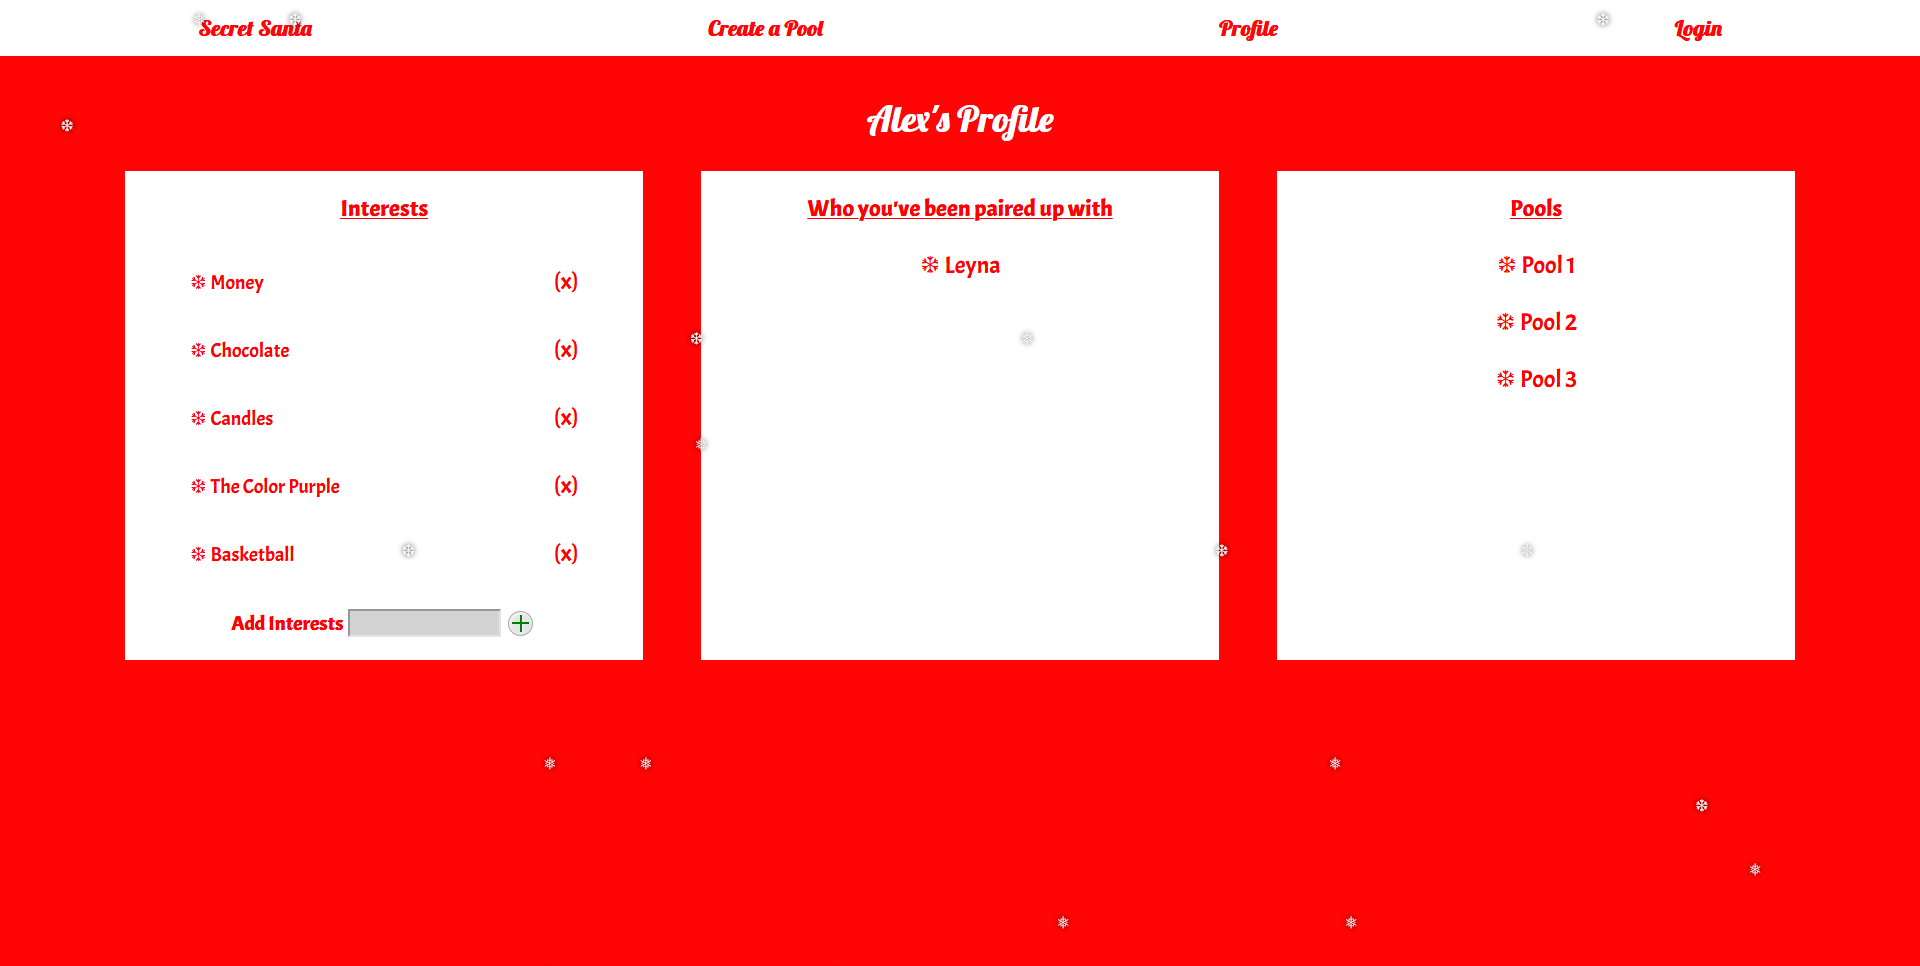 Secret Santa Create a Pool Profile Login
Alex's Profile
Interests
❄ Money (x)
❄ Chocolate (x)
❄ Candles (x)
❄ The Color Purple (x)
❄ Basketball (x)
Add Interests
Who you've been paired up with
❄ Leyna
Pools
❄ Pool 1
❄ Pool 2
❄ Pool 3